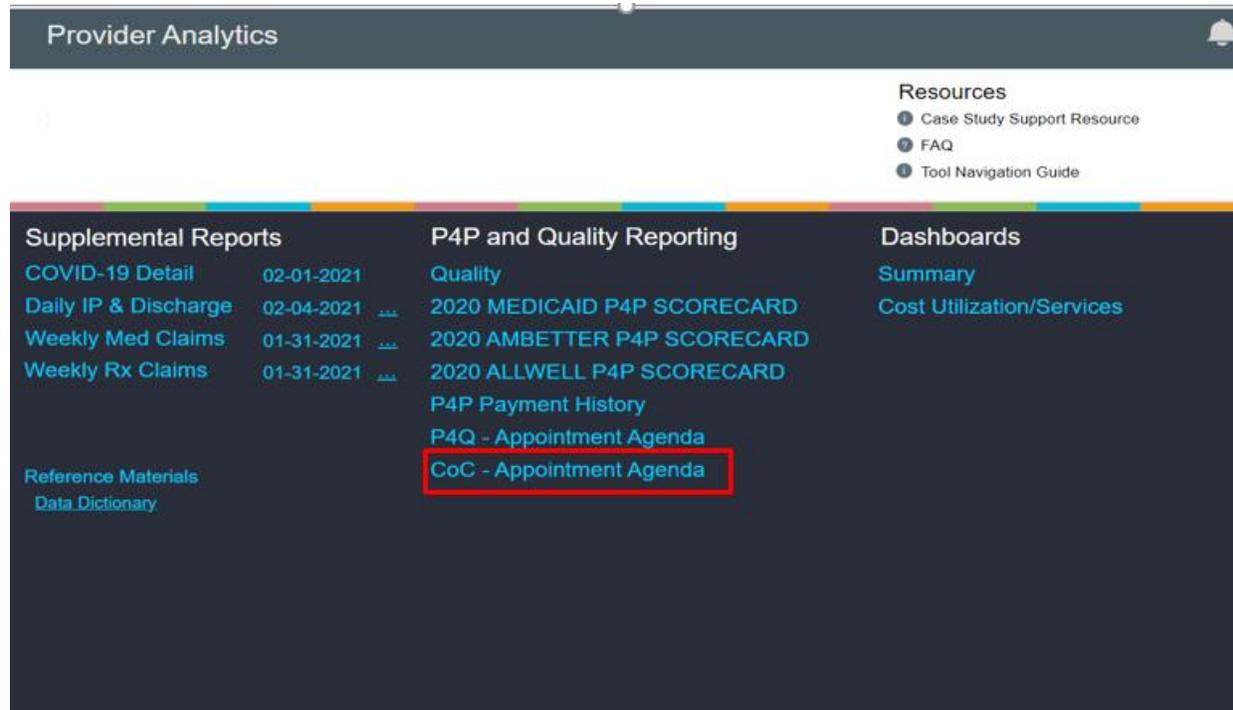 Provider Analytics
Resources
Case Study Support Resource
FAQ
Tool Navigation Guide
Supplemental Reports
COVID-19 Detail 02-01-2021
Daily IP & Discharge 02-04-2021 ...
Weekly Med Claims 01-31-2021 ...
Weekly Rx Claims 01-31-2021 ...
Reference Materials
Data Dictionary
P4P and Quality Reporting
Quality
2020 MEDICAID P4P SCORECARD
2020 AMBETTER P4P SCORECARD
2020 ALLWELL P4P SCORECARD
P4P Payment History
P4Q - Appointment Agenda
CoC - Appointment Agenda
Dashboards
Summary
Cost Utilization/Services